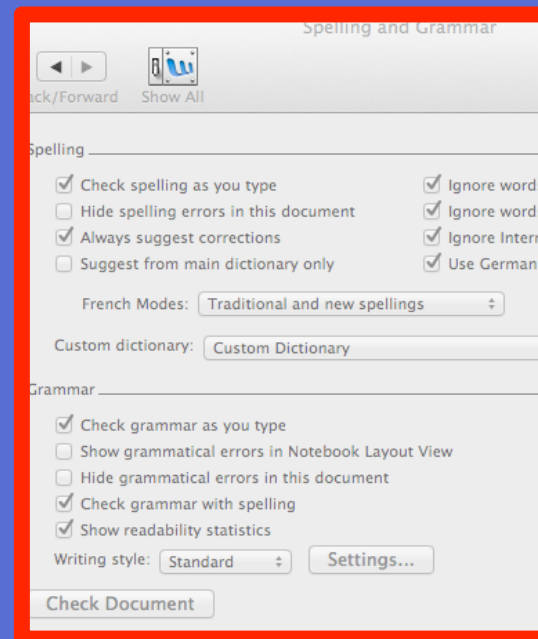 Spelling and Grammar
ack/Forward Show All
Spelling
Check spelling as you type
Ignore word
Hide spelling errors in this document
Ignore word
Always suggest corrections
Ignore Intern
Suggest from main dictionary only
Use German
French Modes: Traditional and new spellings
Custom dictionary: Custom Dictionary
Grammar
Check grammar as you type
Show grammatical errors in Notebook Layout View
Hide grammatical errors in this document
Check grammar with spelling
Show readability statistics
Writing style: Standard Settings...
Check Document